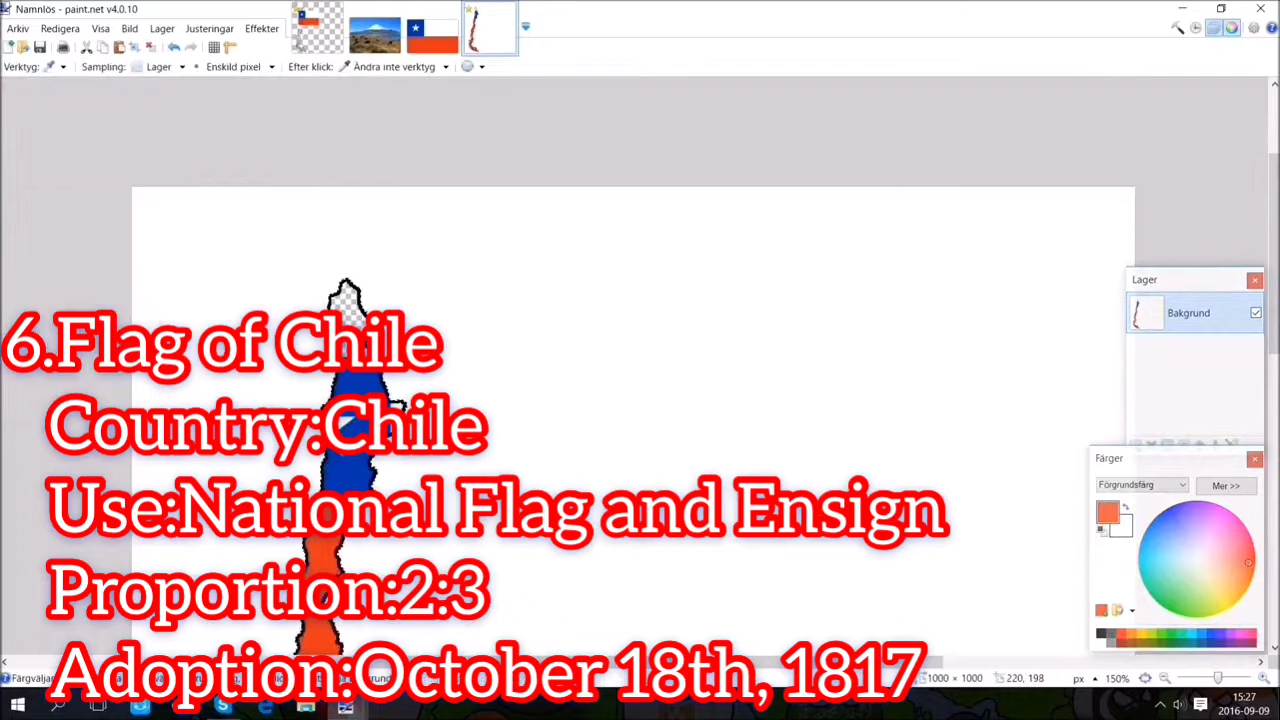 Namnlös - paint.net v4.0.10
Arkiv Redigera Visa Bild Lager Justeringar Effekter
Verktyg: Sampling: Lager Enskild pixel Efter klick: Ändra inte verktyg
Lager
Bakgrund
6.Flag of Chile
Country:Chile
Use:National Flag and Ensign
Proportion:2:3
Adoption:October 18th, 1817
Färger
Förgrundsfärg
Mer >>
1000 × 1000 220, 198 px 150%
15:27
2016-09-09